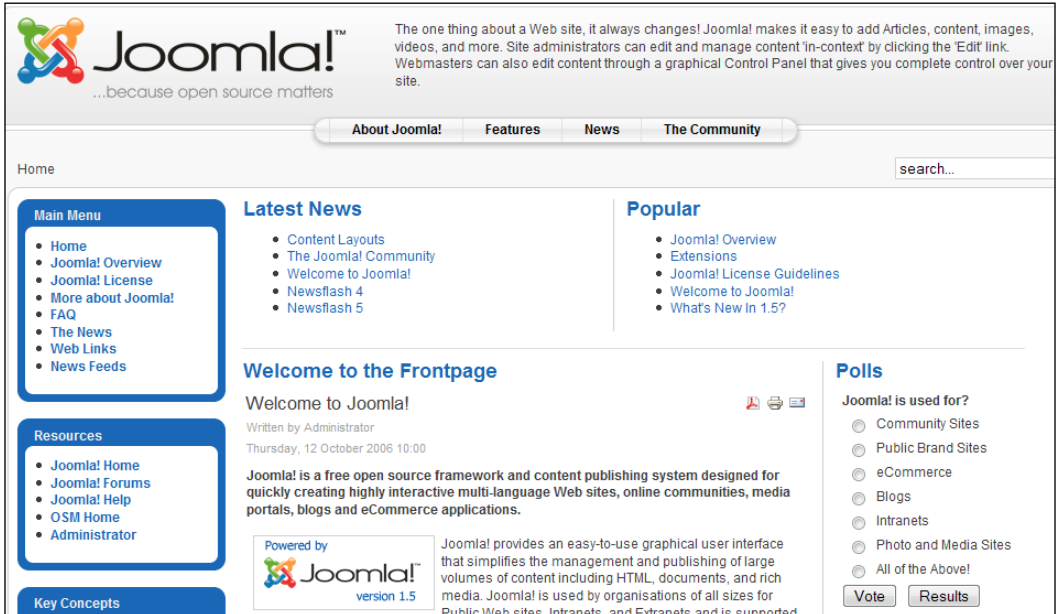 Joomla!™
...because open source matters
The one thing about a Web site, it always changes! Joomla! makes it easy to add Articles, content, images,
videos, and more. Site administrators can edit and manage content 'in-context' by clicking the 'Edit' link.
Webmasters can also edit content through a graphical Control Panel that gives you complete control over your
site.
About Joomla! Features News The Community
Home
search...
Main Menu
Home
Joomla! Overview
Joomla! License
More about Joomla!
FAQ
The News
Web Links
News Feeds
Resources
Joomla! Home
Joomla! Forums
Joomla! Help
OSM Home
Administrator
Key Concepts
Latest News
Content Layouts
The Joomla! Community
Welcome to Joomla!
Newsflash 4
Newsflash 5
Popular
Joomla! Overview
Extensions
Joomla! License Guidelines
Welcome to Joomla!
What's New In 1.5?
Welcome to the Frontpage
Welcome to Joomla!
Written by Administrator
Thursday, 12 October 2006 10:00
Joomla! is a free open source framework and content publishing system designed for
quickly creating highly interactive multi-language Web sites, online communities, media
portals, blogs and eCommerce applications.
Powered by
Joomla!™
version 1.5
Joomla! provides an easy-to-use graphical user interface
that simplifies the management and publishing of large
volumes of content including HTML, documents, and rich
media. Joomla! is used by organisations of all sizes for
Public Web sites, Intranets, and Extranets and is supported
Polls
Joomla! is used for?
Community Sites
Public Brand Sites
eCommerce
Blogs
Intranets
Photo and Media Sites
All of the Above!
Vote Results